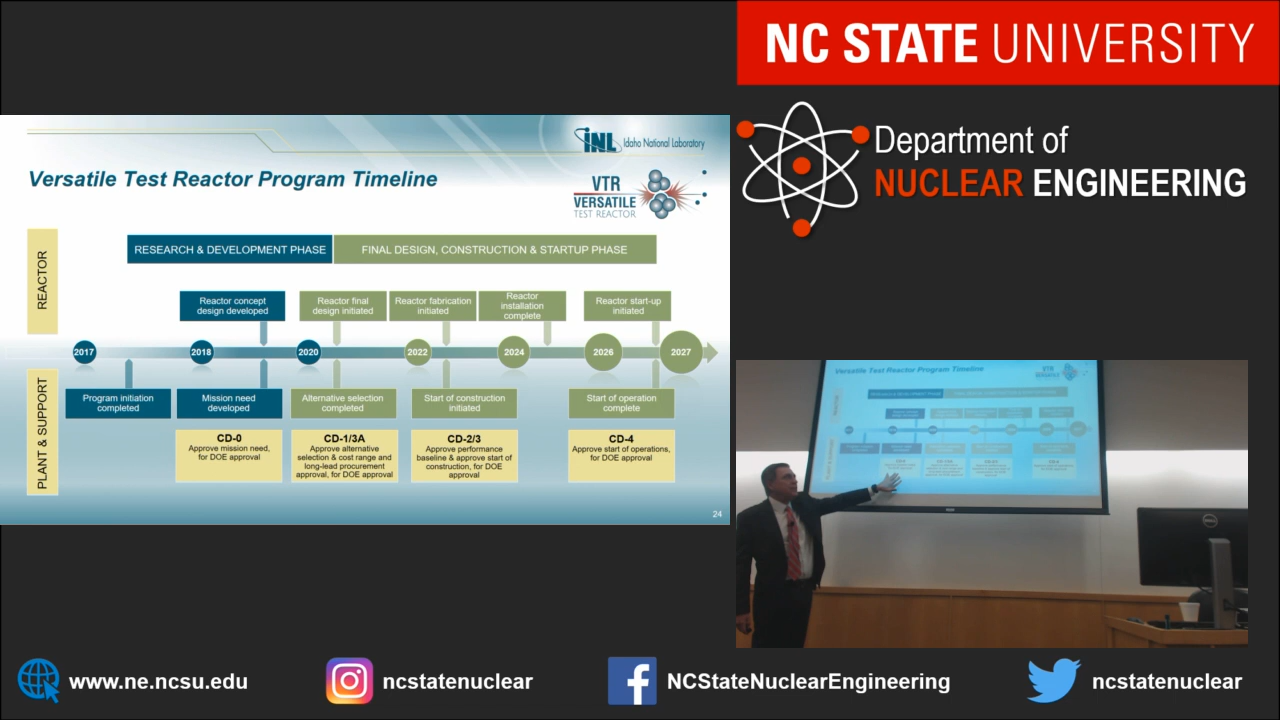 NC STATE UNIVERSITY
Department of
NUCLEAR ENGINEERING
INL Idaho National Laboratory
Versatile Test Reactor Program Timeline
VTR
VERSATILE
TEST REACTOR
REACTOR
RESEARCH & DEVELOPMENT PHASE
FINAL DESIGN, CONSTRUCTION & STARTUP PHASE
Reactor concept
design developed
Reactor final
design initiated
Reactor fabrication
initiated
Reactor
installation
complete
Reactor start-up
initiated
2017
2018
2020
2022
2024
2026
2027
PLANT & SUPPORT
Program initiation
completed
Mission need
developed
Alternative selection
completed
Start of construction
initiated
Start of operation
complete
CD-0
Approve mission need,
for DOE approval
CD-1/3A
Approve alternative
selection & cost range and
long-lead procurement
approval, for DOE approval
CD-2/3
Approve performance
baseline & approve start of
construction, for DOE
approval
CD-4
Approve start of operations,
for DOE approval
24
Versatile Test Reactor Program Timeline
DELL
www.ne.ncsu.edu
ncstatenuclear
NCStateNuclearEngineering
ncstatenuclear